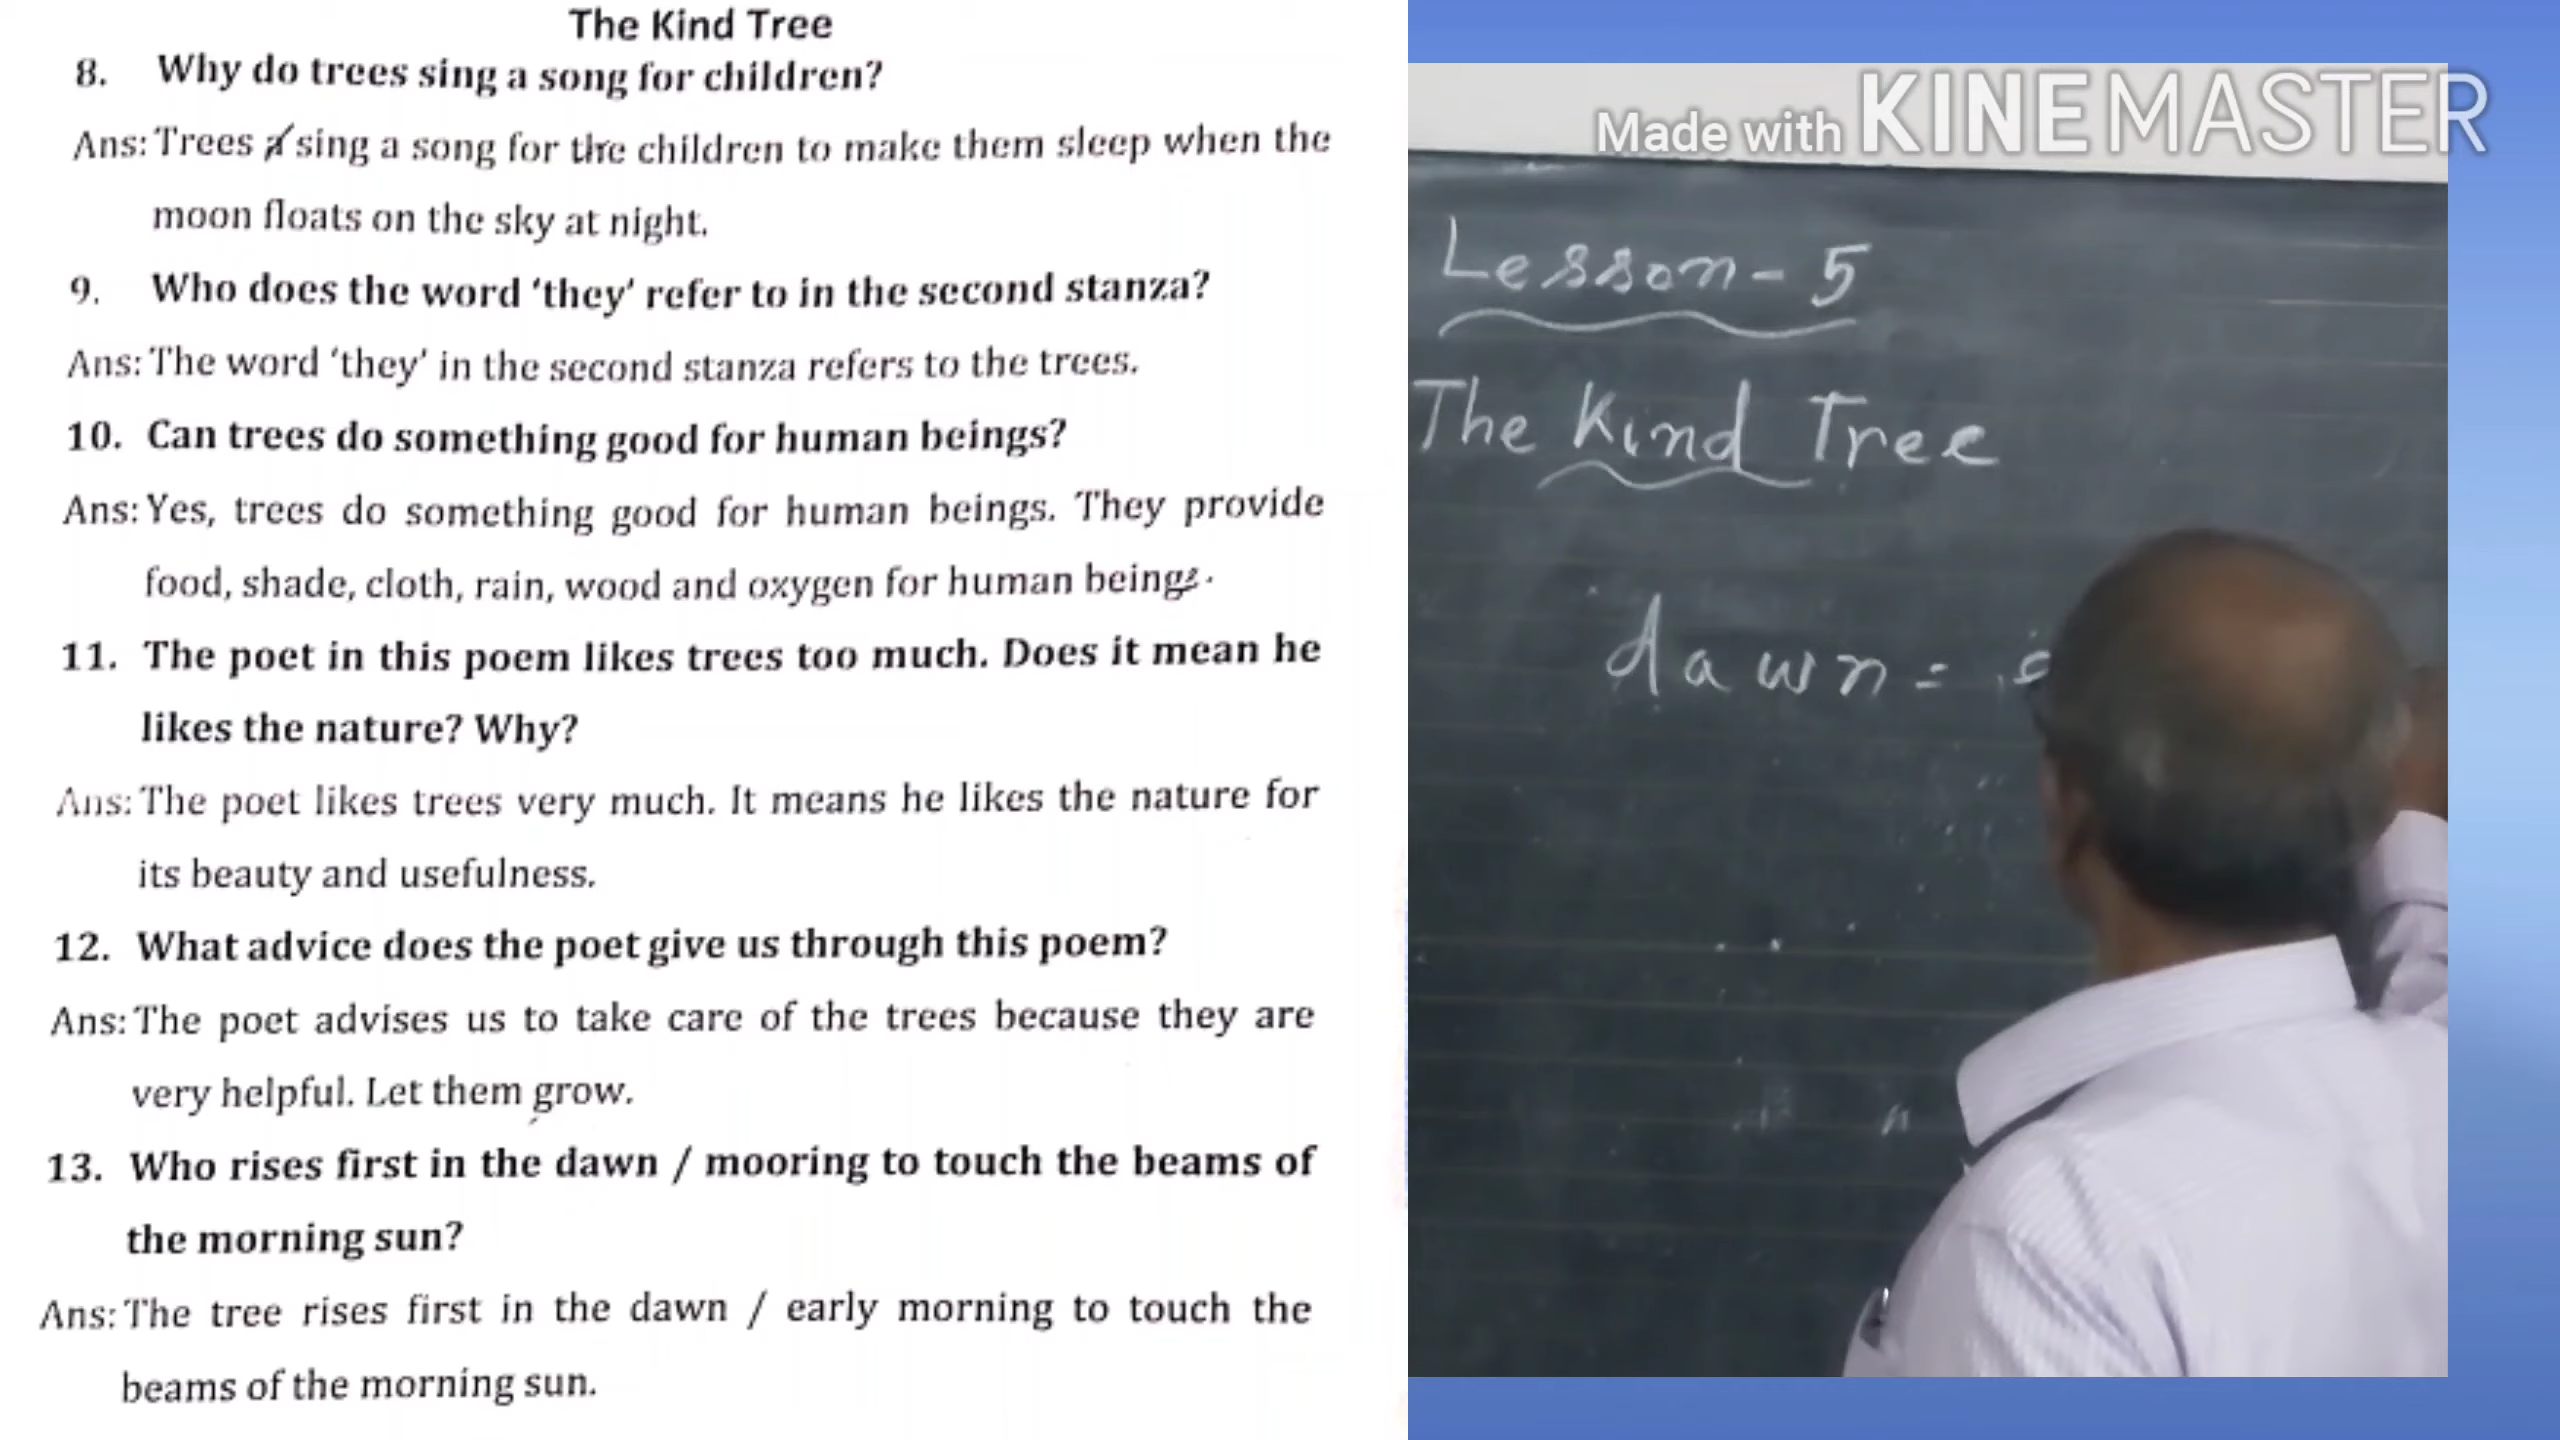 The Kind Tree
8. Why do trees sing a song for children?
Ans: Trees sing a song for the children to make them sleep when the
moon floats on the sky at night.
9. Who does the word ‘they’ refer to in the second stanza?
Ans: The word ‘they’ in the second stanza refers to the trees.
10. Can trees do something good for human beings?
Ans: Yes, trees do something good for human beings. They provide
food, shade, cloth, rain, wood and oxygen for human beings.
11. The poet in this poem likes trees too much. Does it mean he
likes the nature? Why?
Ans: The poet likes trees very much. It means he likes the nature for
its beauty and usefulness.
12. What advice does the poet give us through this poem?
Ans: The poet advises us to take care of the trees because they are
very helpful. Let them grow.
13. Who rises first in the dawn / mooring to touch the beams of
the morning sun?
Ans: The tree rises first in the dawn / early morning to touch the
beams of the morning sun.
Made with KINEMASTER
Lesson - 5
The Kind Tree
dawn =